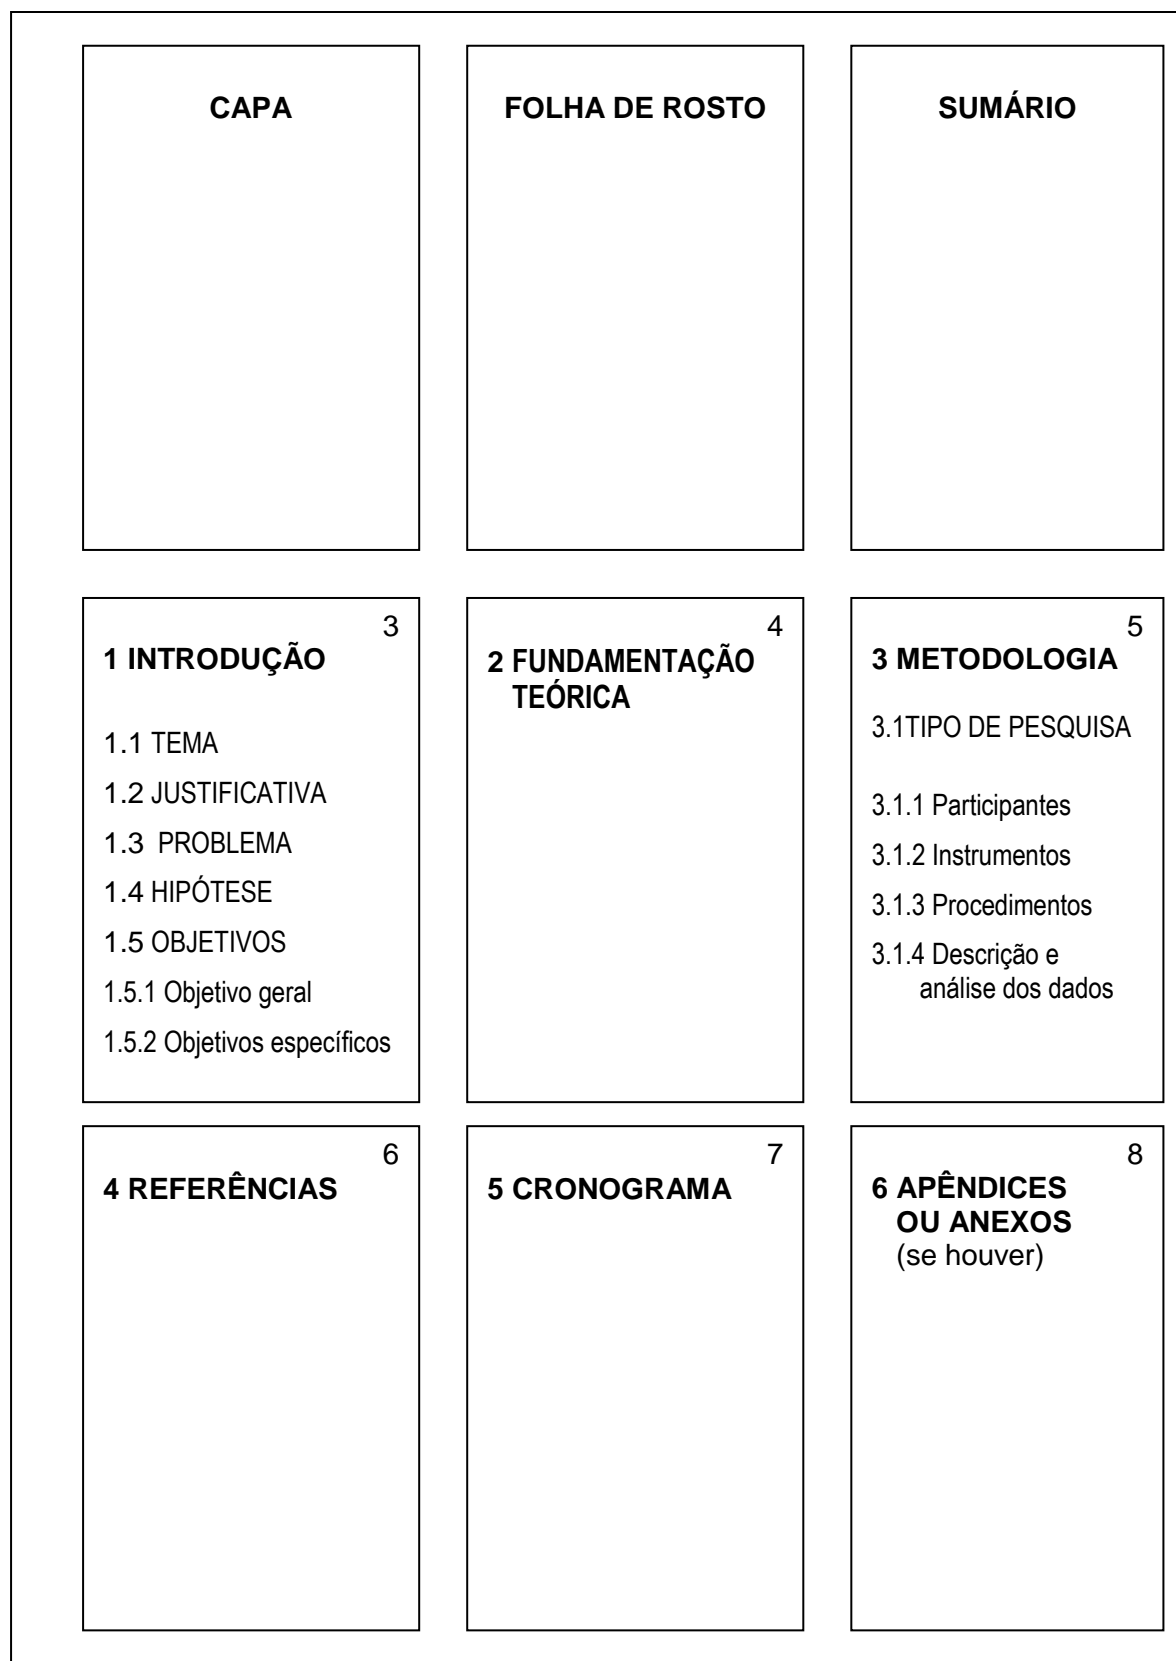 CAPA
FOLHA DE ROSTO
SUMÁRIO
3
1 INTRODUÇÃO
1.1 TEMA
1.2 JUSTIFICATIVA
1.3 PROBLEMA
1.4 HIPÓTESE
1.5 OBJETIVOS
1.5.1 Objetivo geral
1.5.2 Objetivos específicos
4
2 FUNDAMENTAÇÃO
TEÓRICA
5
3 METODOLOGIA
3.1TIPO DE PESQUISA
3.1.1 Participantes
3.1.2 Instrumentos
3.1.3 Procedimentos
3.1.4 Descrição e
análise dos dados
6
4 REFERÊNCIAS
7
5 CRONOGRAMA
8
6 APÊNDICES
OU ANEXOS
(se houver)